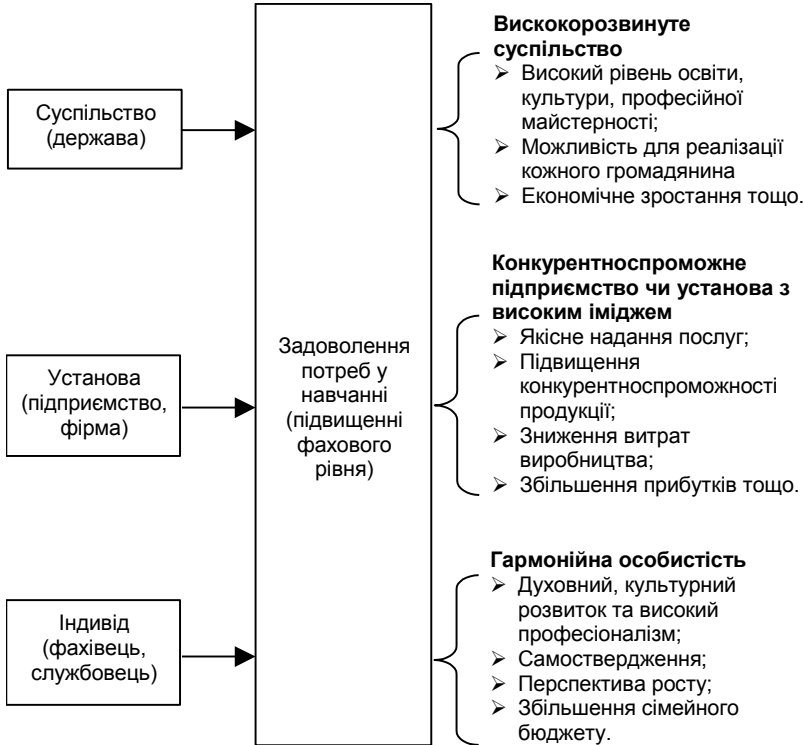 Суспільство
(держава)
Установа
(підприємство,
фірма)
Індивід
(фахівець,
службовець)
Задоволення
потреб у
навчанні
(підвищенні
фахового
рівня)
Вискокорозвинуте
суспільство
➢ Високий рівень освіти,
культури, професійної
майстерності;
➢ Можливість для реалізації
кожного громадянина
➢ Економічне зростання тощо.
Конкурентноспроможне
підприємство чи установа з
високим іміджем
➢ Якісне надання послуг;
➢ Підвищення
конкурентноспроможності
продукції;
➢ Зниження витрат
виробництва;
➢ Збільшення прибутків тощо.
Гармонійна особистість
➢ Духовний, культурний
розвиток та високий
професіоналізм;
➢ Самоствердження;
➢ Перспектива росту;
➢ Збільшення сімейного
бюджету.